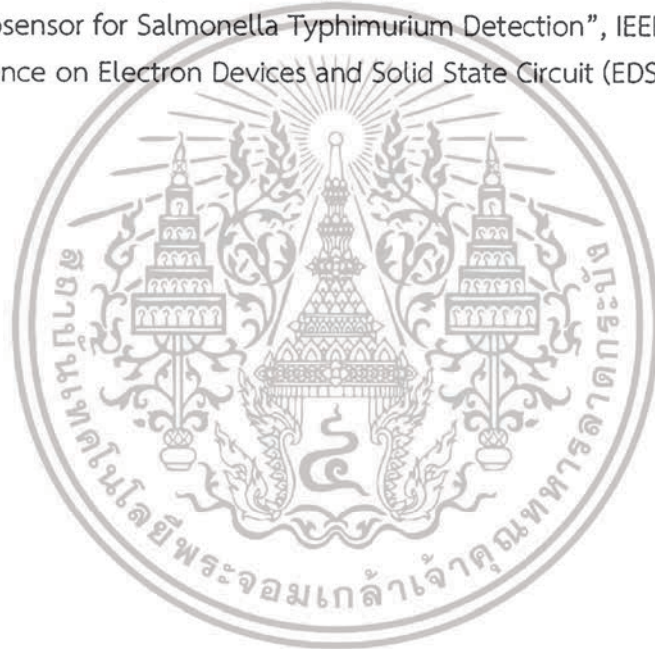 osensor for Salmonella Typhimurium Detection”, IEEE
nce on Electron Devices and Solid State Circuit (EDS
๔
สถาบันเทคโนโลยีพระจอมเกล้าเจ้าคุณทหารลาดกระบัง